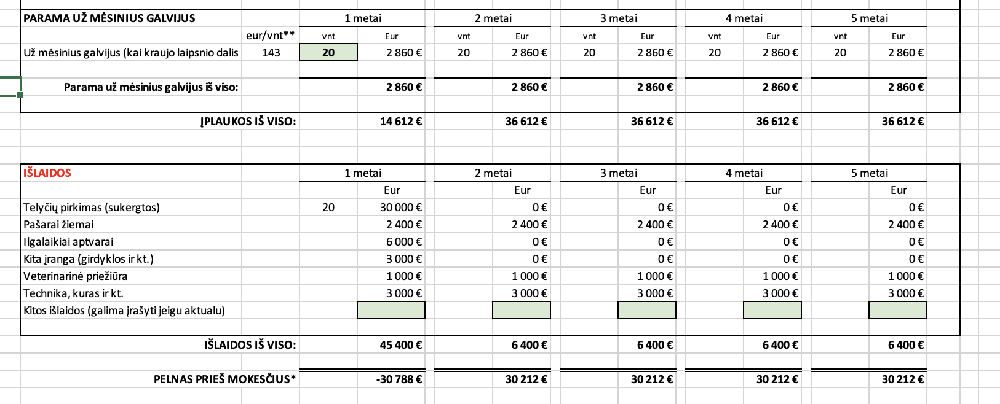 PARAMA UŽ MĖSINIUS GALVIJUS 1 metai 2 metai 3 metai 4 metai 5 metai
eur/vnt** vnt Eur vnt Eur vnt Eur vnt Eur vnt Eur
Už mėsinius galvijus (kai kraujo laipsnio dalis 143 20 2 860 € 20 2 860 € 20 2 860 € 20 2 860 € 20 2 860 €
Parama už mėsinius galvijus iš viso: 2 860 € 2 860 € 2 860 € 2 860 € 2 860 €
ĮPLAUKOS IŠ VISO: 14 612 € 36 612 € 36 612 € 36 612 € 36 612 €
IŠLAIDOS 1 metai 2 metai 3 metai 4 metai 5 metai
Eur Eur Eur Eur Eur
Telyčių pirkimas (sukergtos) 20 30 000 € 0 € 0 € 0 € 0 €
Pašarai žiemai 2 400 € 2 400 € 2 400 € 2 400 € 2 400 €
Ilgalaikiai aptvarai 6 000 € 0 € 0 € 0 € 0 €
Kita įranga (girdyklos ir kt.) 3 000 € 0 € 0 € 0 € 0 €
Veterinarinė priežiūra 1 000 € 1 000 € 1 000 € 1 000 € 1 000 €
Technika, kuras ir kt. 3 000 € 3 000 € 3 000 € 3 000 € 3 000 €
Kitos išlaidos (galima įrašyti jeigu aktualu)
IŠLAIDOS IŠ VISO: 45 400 € 6 400 € 6 400 € 6 400 € 6 400 €
PELNAS PRIEŠ MOKESČIUS* -30 788 € 30 212 € 30 212 € 30 212 € 30 212 €